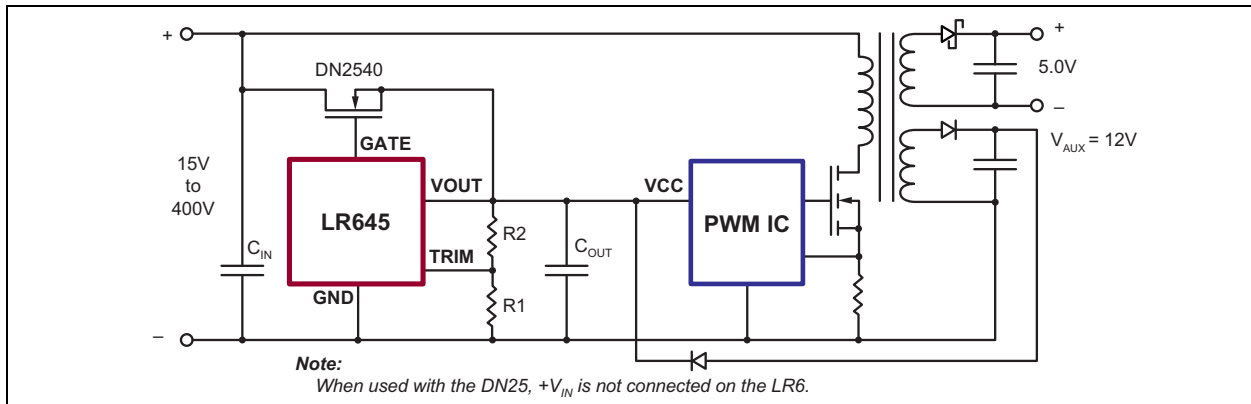 +
DN2540
+
5.0V
–
GATE
15V
to
400V
VOUT
VCC
V_AUX = 12V
LR645
PWM IC
R2
C_IN
TRIM
C_OUT
GND
R1
–
Note:
When used with the DN25, +V_IN is not connected on the LR6.